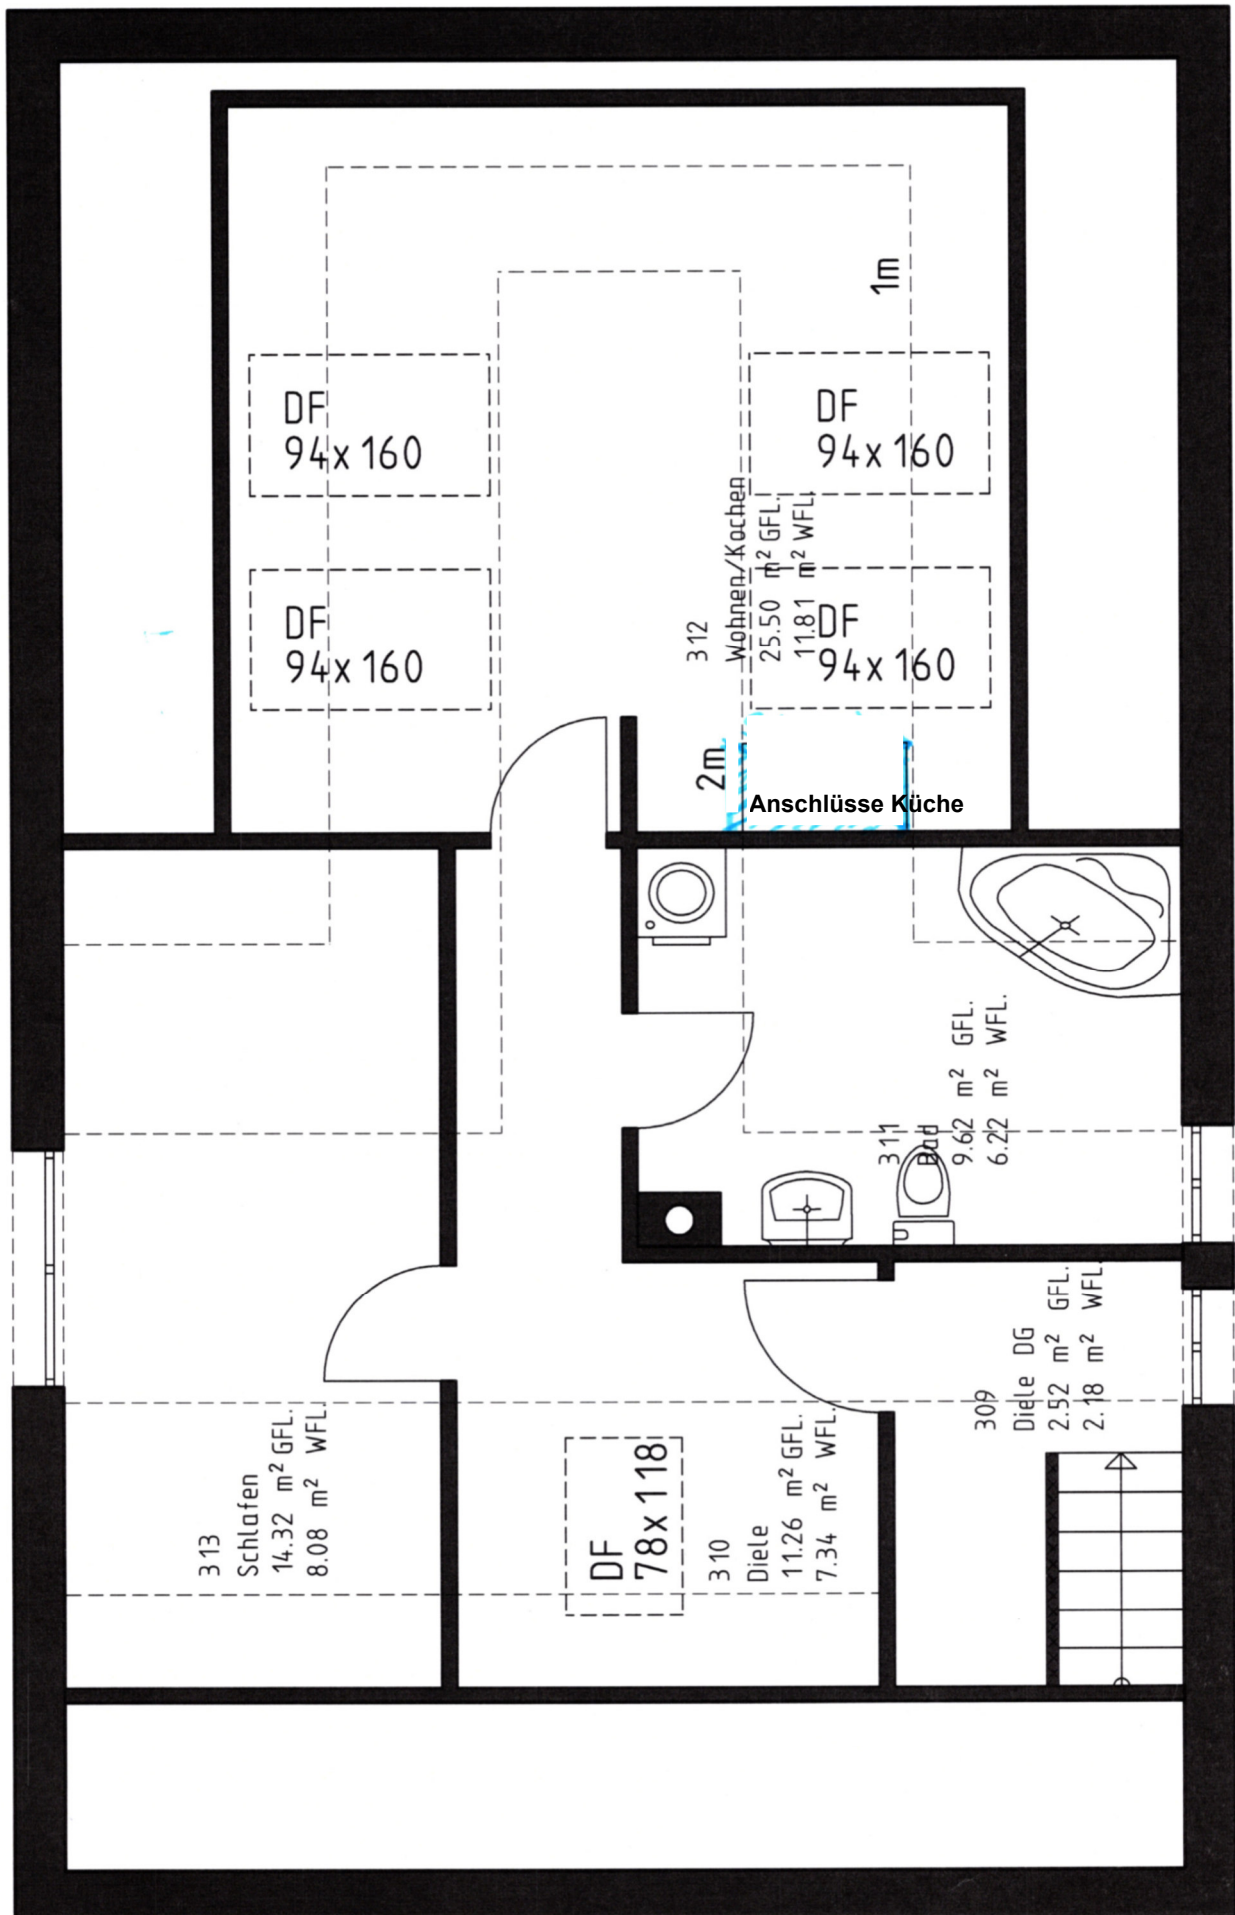 1m
DF
94x160
DF
94x160
DF
94x160
DF
94x160
312
Wohnen/Kochen
25.50 m² GFL.
11.81 m² WFL.
2m
Anschlüsse Küche
311
Bad
9.62 m² GFL.
6.22 m² WFL.
309
Diele DG
2.52 m² GFL.
2.18 m² WFL.
313
Schlafen
14.32 m² GFL.
8.08 m² WFL.
DF
78x118
310
Diele
11.26 m² GFL.
7.34 m² WFL.